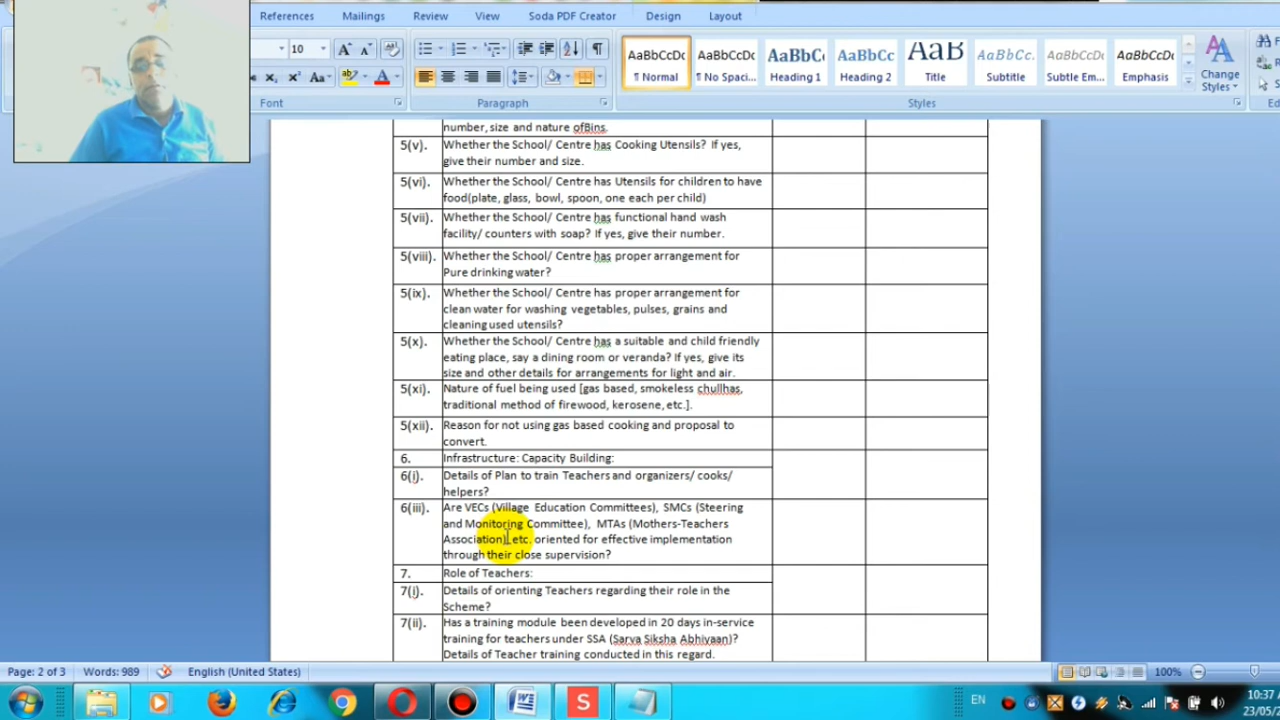 References Mailings Review View Soda PDF Creator Design Layout
10 A A
x₂ x² Aa ab A
AaBbCcDc AaBbCcDc AaBbCc AaBbCc AaB AaBbCc. AaBbCcDc AaBbCcDc
¶ Normal ¶ No Spaci... Heading 1 Heading 2 Title Subtitle Subtle Em... Emphasis
Change
Styles
Font Paragraph Styles
number, size and nature ofBins.
5(v). Whether the School/ Centre has Cooking Utensils? If yes,
give their number and size.
5(vi). Whether the School/ Centre has Utensils for children to have
food(plate, glass, bowl, spoon, one each per child)
5(vii). Whether the School/ Centre has functional hand wash
facility/ counters with soap? If yes, give their number.
5(viii). Whether the School/ Centre has proper arrangement for
Pure drinking water?
5(ix). Whether the School/ Centre has proper arrangement for
clean water for washing vegetables, pulses, grains and
cleaning used utensils?
5(x). Whether the School/ Centre has a suitable and child friendly
eating place, say a dining room or veranda? If yes, give its
size and other details for arrangements for light and air.
5(xi). Nature of fuel being used [gas based, smokeless chullhas,
traditional method of firewood, kerosene, etc.].
5(xii). Reason for not using gas based cooking and proposal to
convert.
6. Infrastructure: Capacity Building:
6(i). Details of Plan to train Teachers and organizers/ cooks/
helpers?
6(iii). Are VECs (Village Education Committees), SMCs (Steering
and Monitoring Committee), MTAs (Mothers-Teachers
Association), etc. oriented for effective implementation
through their close supervision?
7. Role of Teachers:
7(i). Details of orienting Teachers regarding their role in the
Scheme?
7(ii). Has a training module been developed in 20 days in-service
training for teachers under SSA (Sarva Siksha Abhiyaan)?
Details of Teacher training conducted in this regard.
Page: 2 of 3 Words: 989 English (United States) 100%
EN 10:37
23/05/2